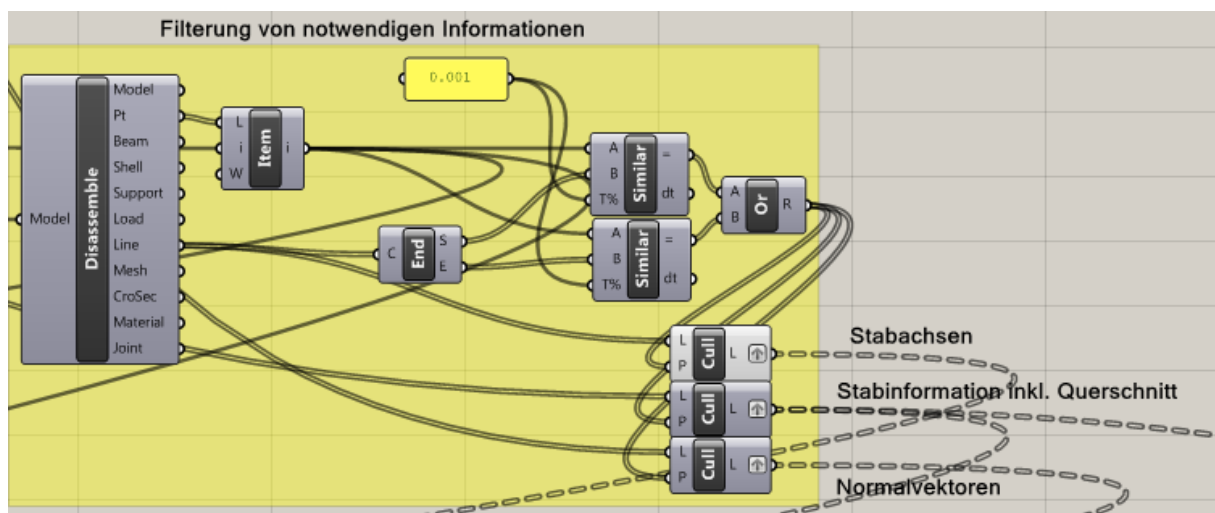 Filterung von notwendigen Informationen
0.001
Model
Disassemble
Model
Pt
Beam
Shell
Support
Load
Line
Mesh
CroSec
Material
Joint
L
i
W
Item
i
C
End
S
E
A
B
T%
Similar
=
dt
A
B
T%
Similar
=
dt
A
B
Or
R
L
P
Cull
L
Stabachsen
L
P
Cull
L
Stabinformation inkl. Querschnitt
L
P
Cull
L
Normalvektoren